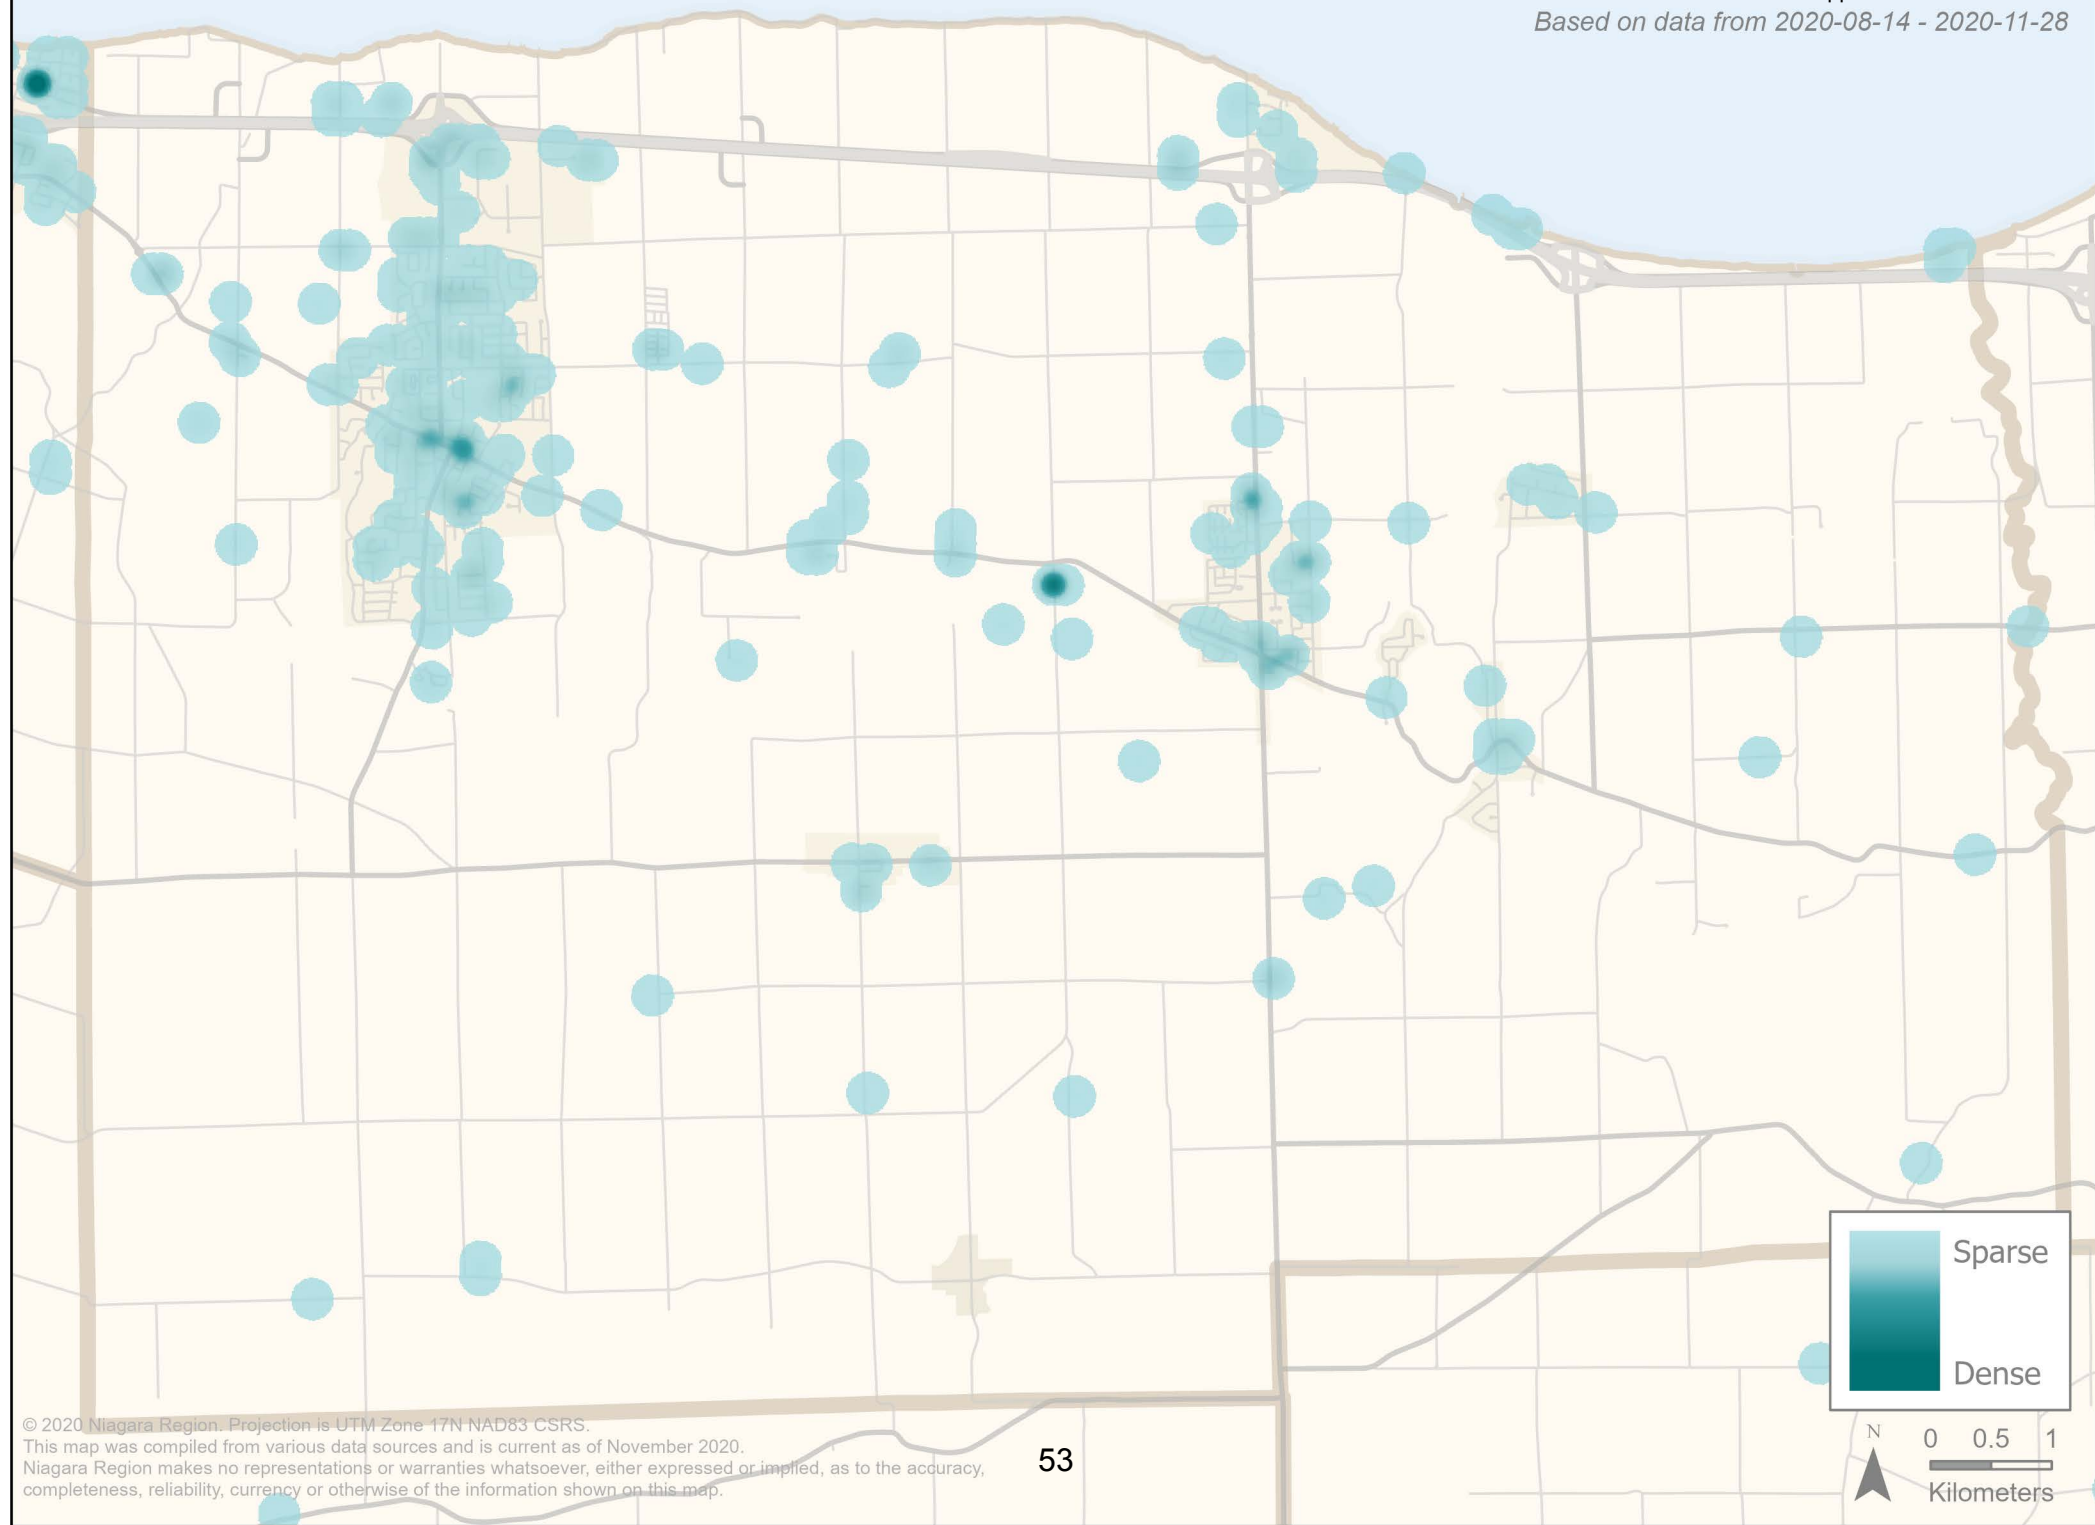 Based on data from 2020-08-14 - 2020-11-28
Sparse
Dense
© 2020 Niagara Region. Projection is UTM Zone 17N NAD83 CSRS.
This map was compiled from various data sources and is current as of November 2020.
Niagara Region makes no representations or warranties whatsoever, either expressed or implied, as to the accuracy,
completeness, reliability, currency or otherwise of the information shown on this map.
53
N
0 0.5 1
Kilometers